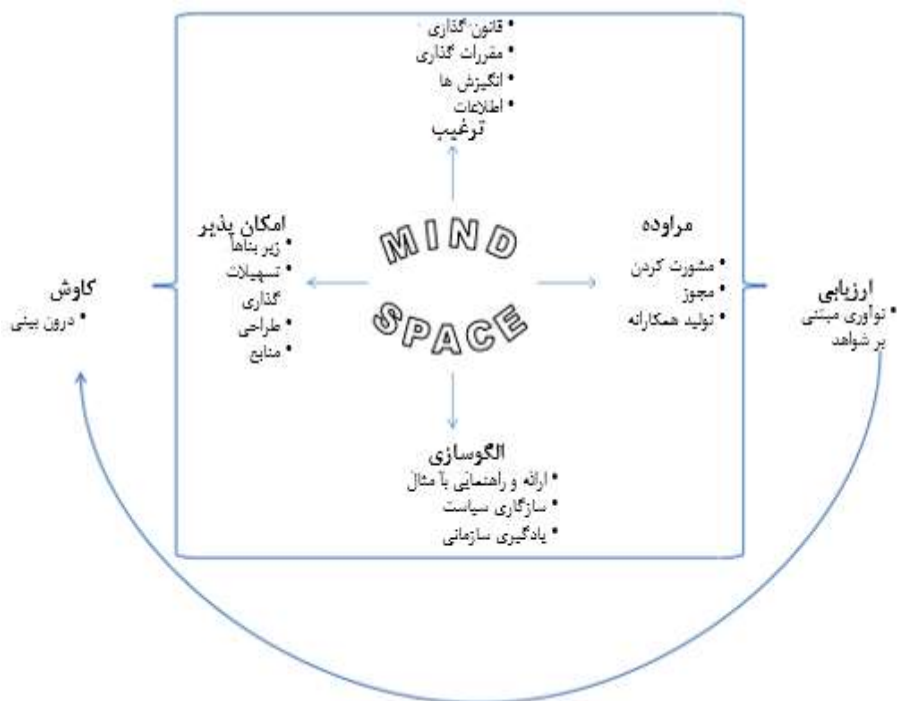 • قانون گذاری
• مقررات گذاری
• انگیزش ها
• اطلاعات
ترغیب
مراوده
• مشورت کردن
• مجوز
• تولید همکارانه
MIND
SPACE
امکان پذیر
• زیر بناها
• تسهیلات
گذاری
• طراحی
• منابع
ارزیابی
• نوآوری مبتنی
بر شواهد
کاوش
• درون بینی
الگوسازی
• ارائه و راهنمایی با مثال
• سازگاری سیاست
• یادگیری سازمانی